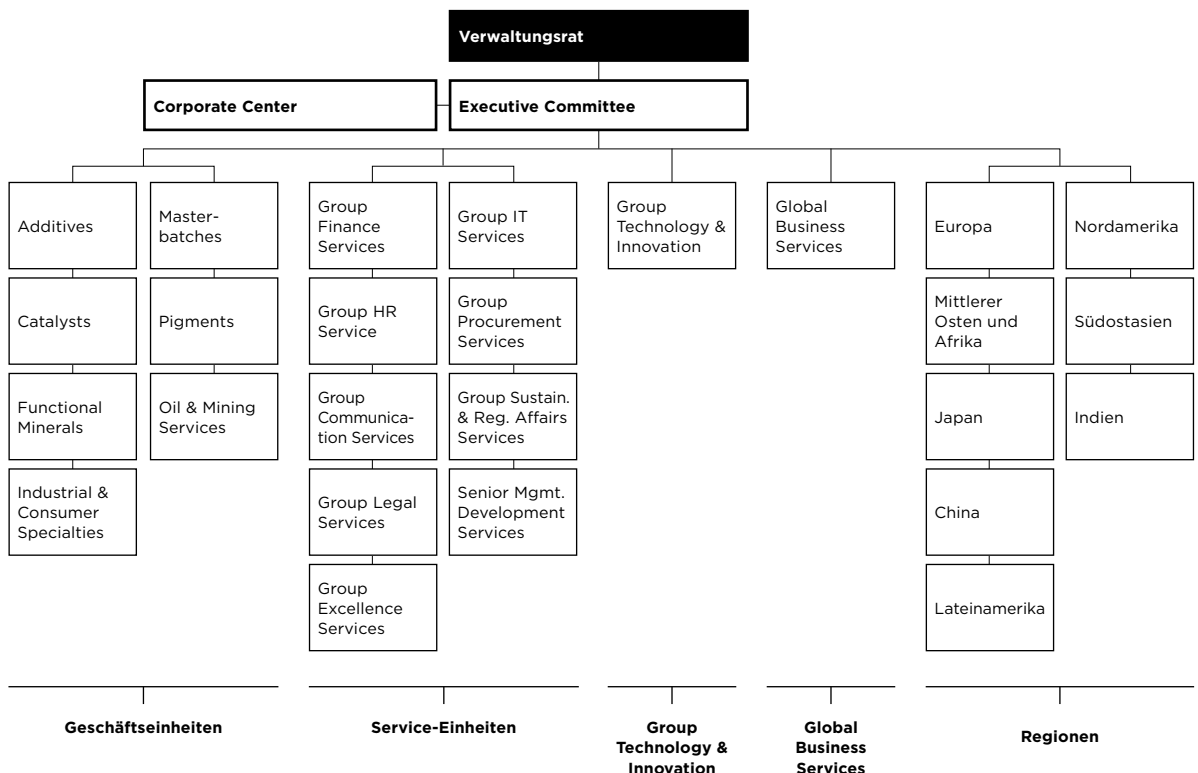 Verwaltungsrat
Corporate Center
Executive Committee
Additives
Master-
batches
Group
Finance
Services
Group IT
Services
Group
Technology &
Innovation
Global
Business
Services
Europa
Nordamerika
Catalysts
Pigments
Group HR
Service
Group
Procurement
Services
Mittlerer
Osten und
Afrika
Südostasien
Functional
Minerals
Oil & Mining
Services
Group
Communica-
tion Services
Group Sustain.
& Reg. Affairs
Services
Japan
Indien
Industrial &
Consumer
Specialties
Group Legal
Services
Senior Mgmt.
Development
Services
China
Group
Excellence
Services
Lateinamerika
Geschäftseinheiten
Service-Einheiten
Group
Technology &
Innovation
Global
Business
Services
Regionen